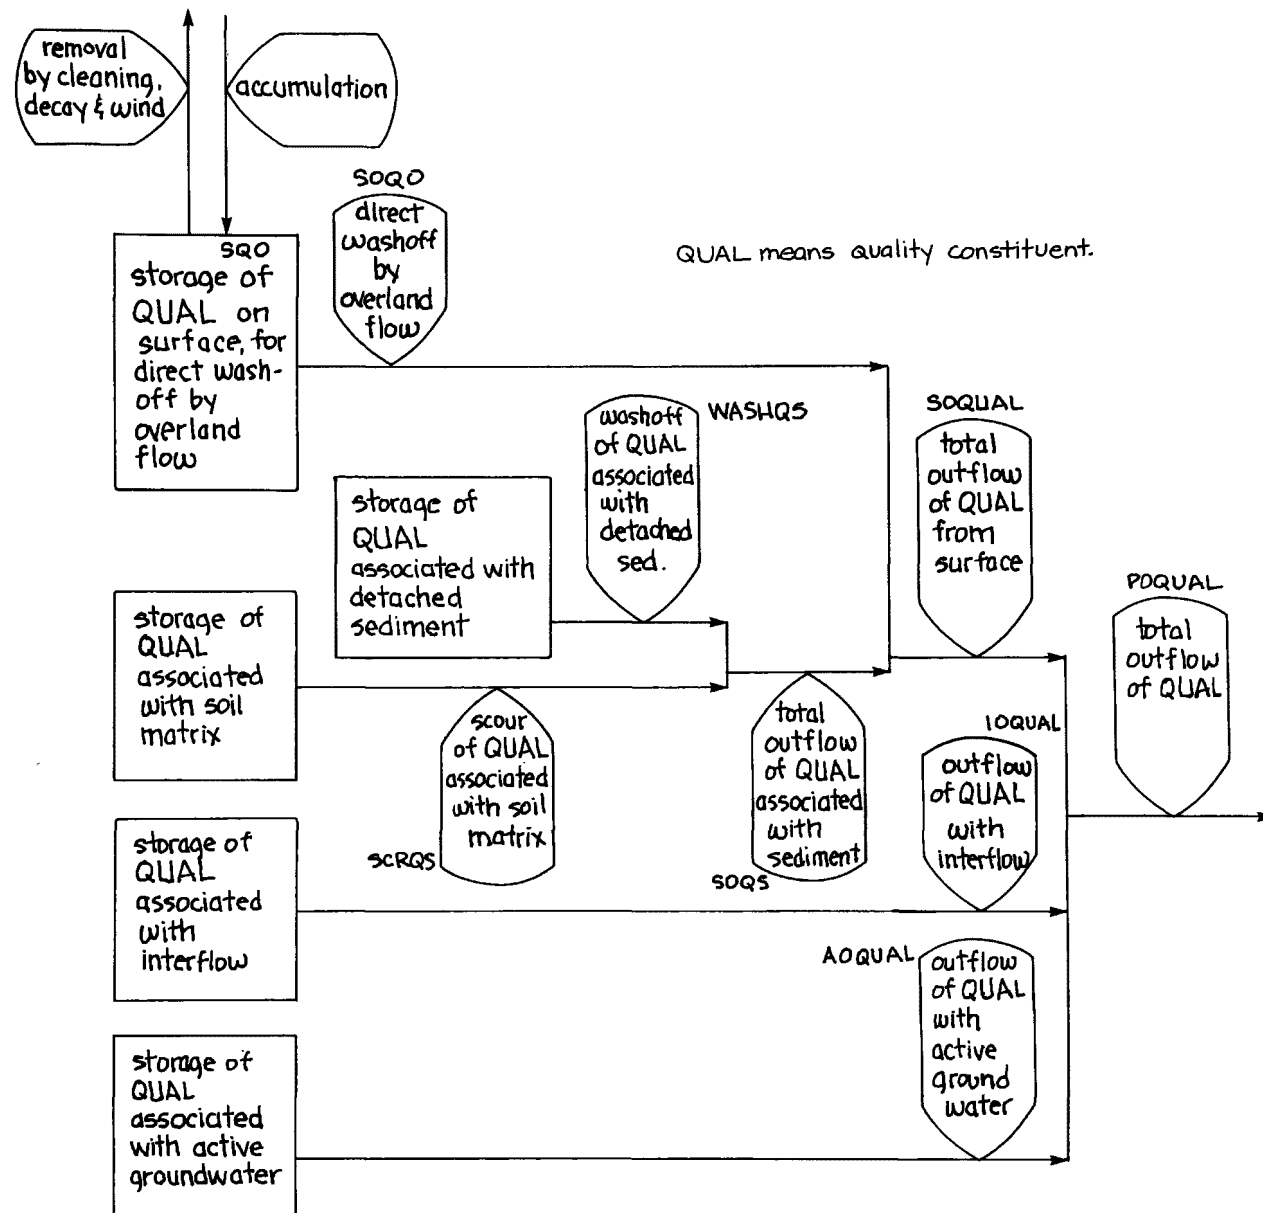 removal
by cleaning,
decay & wind
accumulation
SOQO
direct
washoff
by
overland
flow
QUAL means quality constituent.
SQO
storage of
QUAL on
surface, for
direct wash-
off by
overland
flow
WASHQS
washoff
of QUAL
associated
with
detached
sed.
SOQUAL
total
outflow
of QUAL
from
surface
storage of
QUAL
associated with
detached
sediment
POQUAL
total
outflow
of QUAL
storage of
QUAL
associated
with soil
matrix
SCRQS
scour
of QUAL
associated
with soil
matrix
SOQS
total
outflow
of QUAL
associated
with
sediment
IOQUAL
outflow
of QUAL
with
interflow
storage of
QUAL
associated
with
interflow
AOQUAL
outflow
of QUAL
with
active
ground
water
storage of
QUAL
associated
with active
groundwater